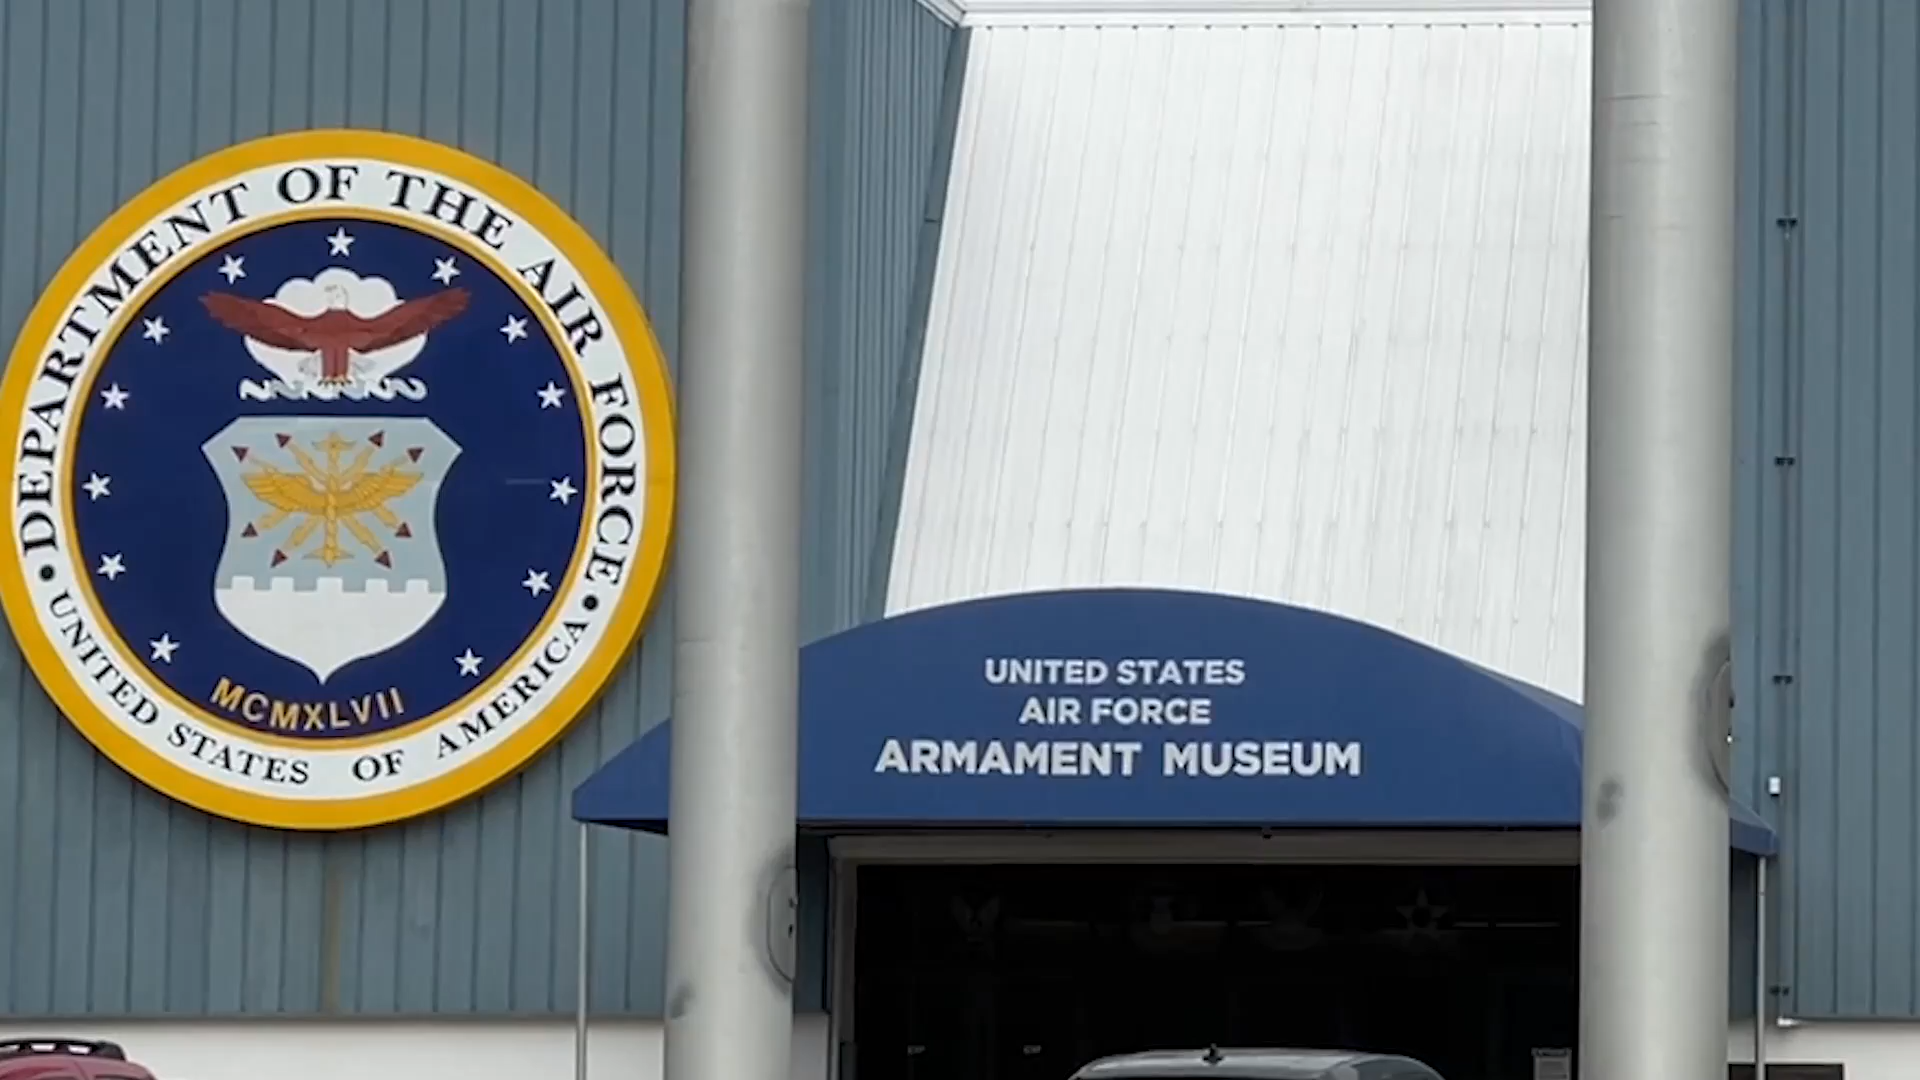 DEPARTMENT OF THE AIR FORCE
MCMXLVII
UNITED STATES OF AMERICA
UNITED STATES
AIR FORCE
ARMAMENT MUSEUM